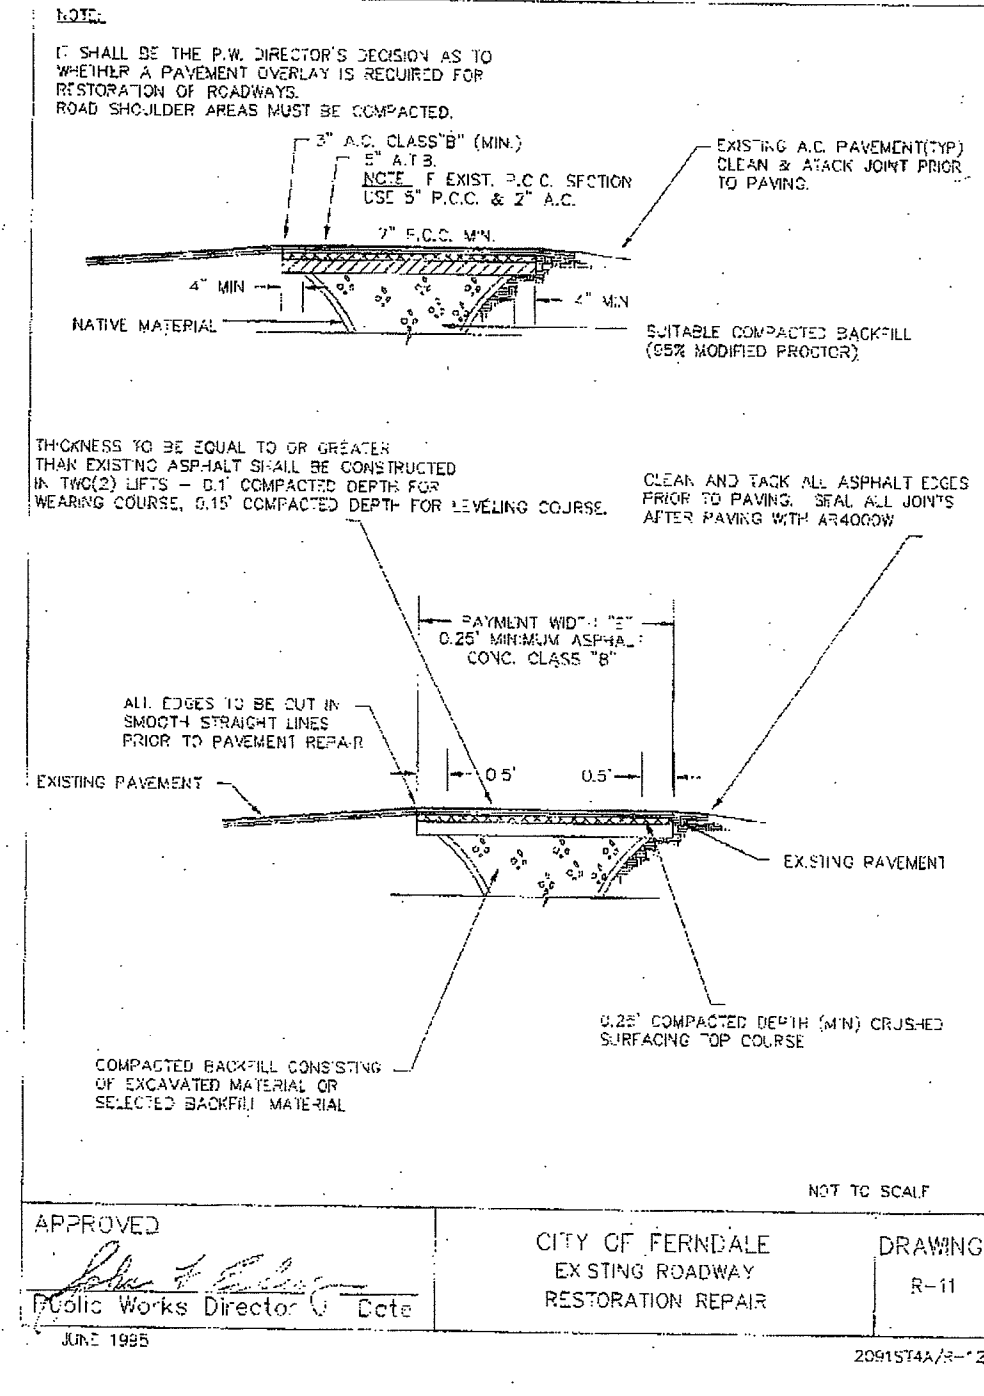 NOTE:
IT SHALL BE THE P.W. DIRECTOR'S DECISION AS TO
WHETHER A PAVEMENT OVERLAY IS REQUIRED FOR
RESTORATION OF ROADWAYS.
ROAD SHOULDER AREAS MUST BE COMPACTED.
3" A.C. CLASS"B" (MIN.)
A.T.B.
NOTE IF EXIST. P.C.C. SECTION
USE 5" P.C.C. & 2" A.C.
EXISTING A.C. PAVEMENT(TYP)
CLEAN & ATACK JOINT PRIOR
TO PAVING.
MIN.
4" MIN
4" MIN
NATIVE MATERIAL
SUITABLE COMPACTED BACKFILL
(95% MODIFIED PROCTOR)
THICKNESS TO BE EQUAL TO OR GREATER
THAN EXISTING ASPHALT SHALL BE CONSTRUCTED
IN TWO(2) LIFTS - 0.1' COMPACTED DEPTH FOR
WEARING COURSE, 0.15' COMPACTED DEPTH FOR LEVELING COURSE.
CLEAN AND TACK ALL ASPHALT EDGES
PRIOR TO PAVING. SEAL ALL JOINTS
AFTER PAVING WITH AR4000W
PAYMENT WIDTH
0.25' MINIMUM ASPHALT
CONC. CLASS "B"
ALL EDGES TO BE CUT IN
SMOOTH STRAIGHT LINES
PRIOR TO PAVEMENT REPAIR
0.5'
0.5'
EXISTING PAVEMENT
EXISTING PAVEMENT
0.25' COMPACTED DEPTH (MIN) CRUSHED
SURFACING TOP COURSE
COMPACTED BACKFILL CONSISTING
OF EXCAVATED MATERIAL OR
SELECTED BACKFILL MATERIAL
NOT TO SCALE
APPROVED
Public Works Director Date
JUNE 1995
CITY OF FERNDALE
EXISTING ROADWAY
RESTORATION REPAIR
DRAWING
R-11
2091ST4A/R-12